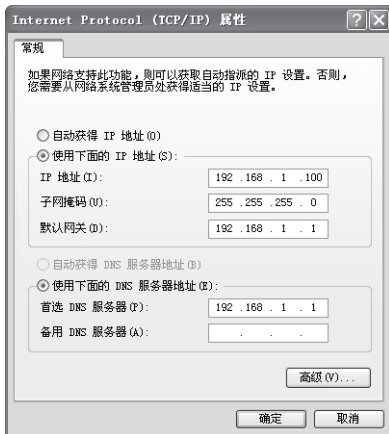 Internet Protocol (TCP/IP) 属性
常规
如果网络支持此功能，则可以获取自动指派的 IP 设置。否则，
您需要从网络系统管理员处获得适当的 IP 设置。
自动获得 IP 地址(O)
使用下面的 IP 地址(S):
IP 地址(I): 192 .168 . 1 .100
子网掩码(U): 255 .255 .255 . 0
默认网关(D): 192 .168 . 1 . 1
自动获得 DNS 服务器地址(B)
使用下面的 DNS 服务器地址(E):
首选 DNS 服务器(P): 192 .168 . 1 . 1
备用 DNS 服务器(A): . . .
高级(V)...
确定 取消